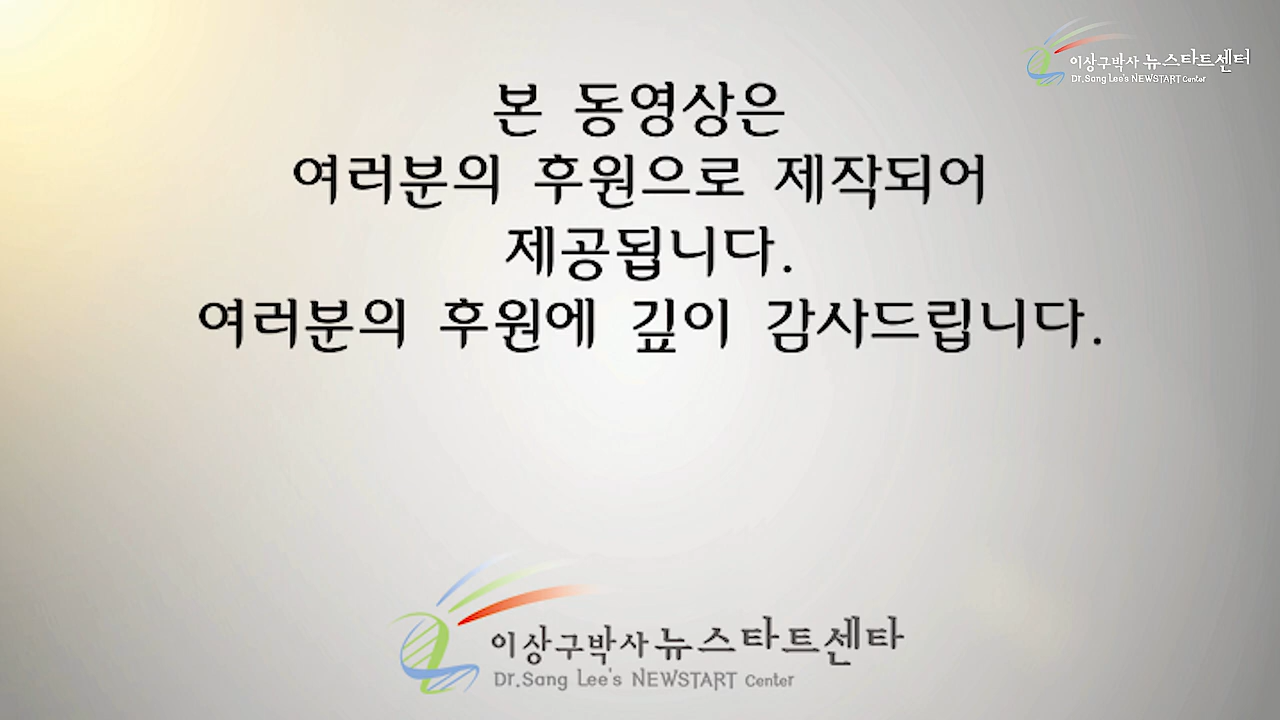 이상구박사 뉴스타트센터
Dr.Sang Lee's NEWSTART Center
본 동영상은
여러분의 후원으로 제작되어
제공됩니다.
여러분의 후원에 깊이 감사드립니다.
이상구박사 뉴스타트센타
Dr.Sang Lee's NEWSTART Center